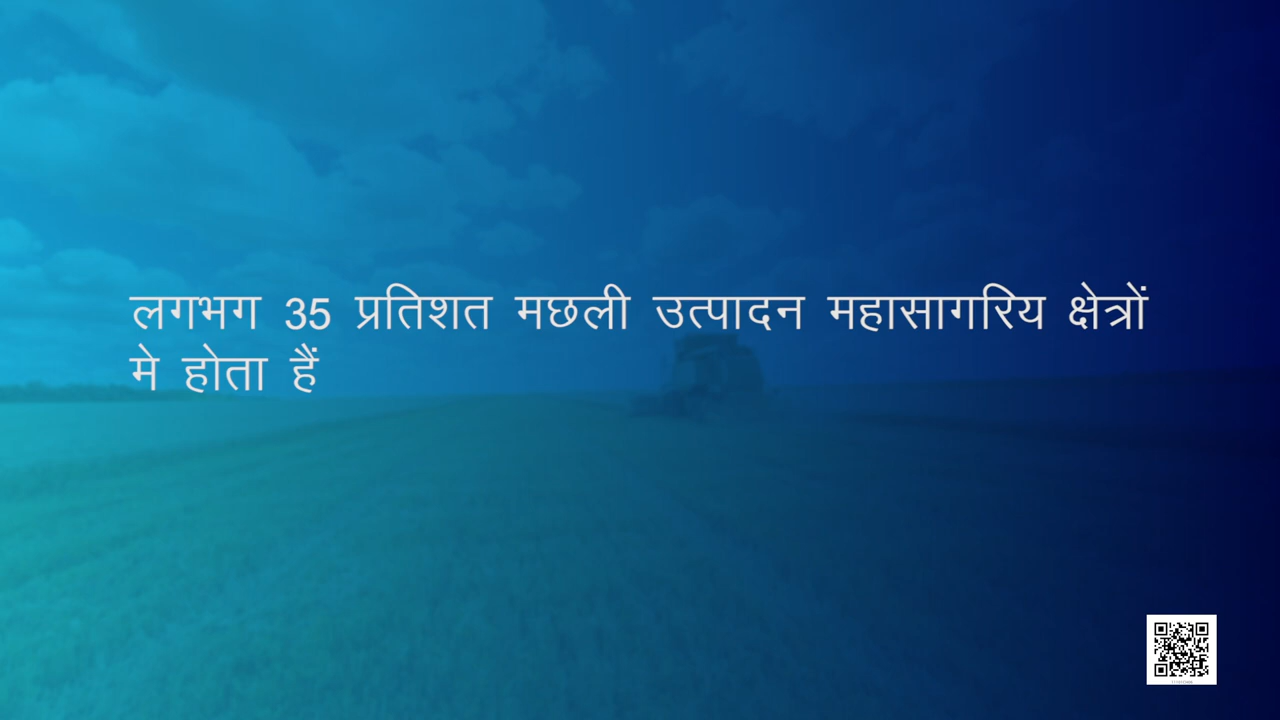 लगभग 35 प्रतिशत मछली उत्पादन महासागरिय क्षेत्रों
मे होता हैं